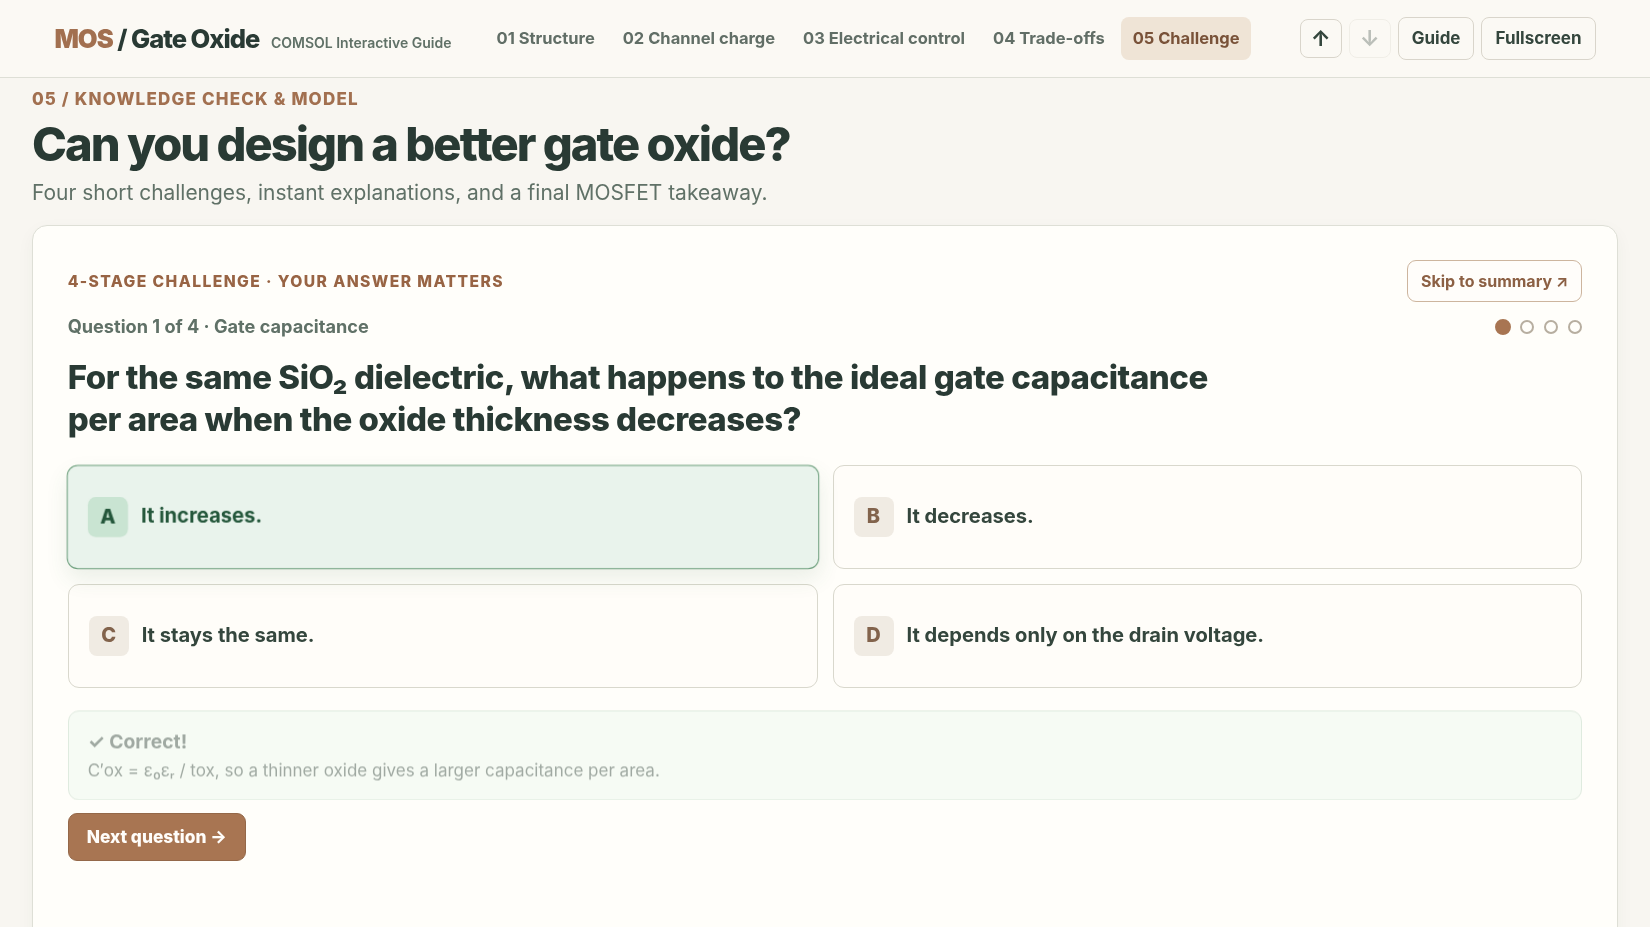 MOS / Gate Oxide COMSOL Interactive Guide 01 Structure 02 Channel charge 03 Electrical control 04 Trade-offs 05 Challenge ↑ ↓ Guide Fullscreen
05 / KNOWLEDGE CHECK & MODEL
Can you design a better gate oxide?
Four short challenges, instant explanations, and a final MOSFET takeaway.
4-STAGE CHALLENGE · YOUR ANSWER MATTERS
Skip to summary ↗
Question 1 of 4 · Gate capacitance
For the same SiO₂ dielectric, what happens to the ideal gate capacitance
per area when the oxide thickness decreases?
A It increases.
B It decreases.
C It stays the same.
D It depends only on the drain voltage.
✓ Correct!
C′ox = ε₀εᵣ / tox, so a thinner oxide gives a larger capacitance per area.
Next question →